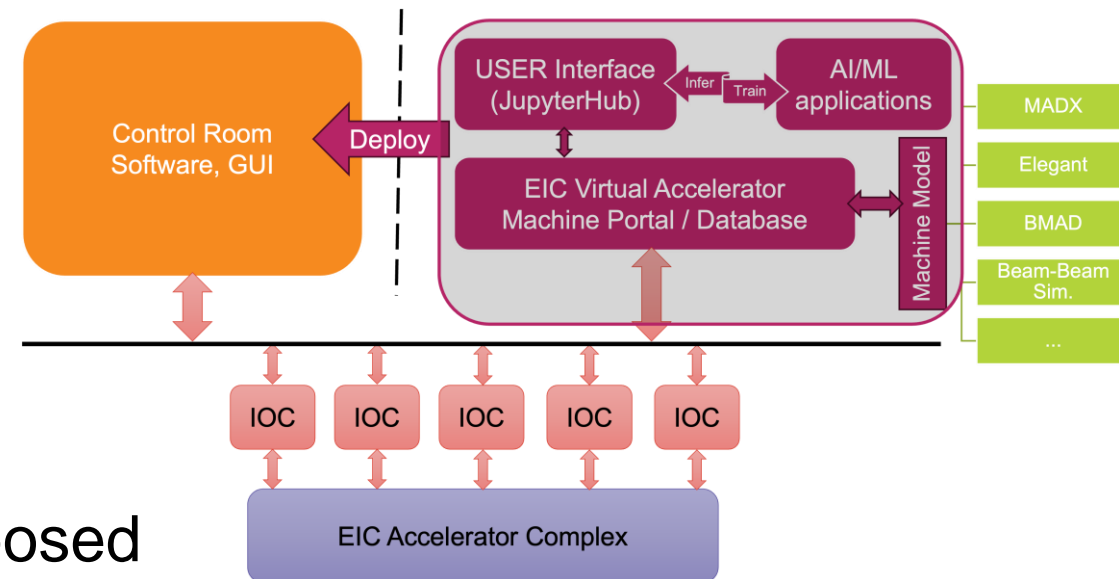 Control Room
Software, GUI
Deploy
USER Interface
(JupyterHub)
Infer
Train
AI/ML
applications
EIC Virtual Accelerator
Machine Portal / Database
Machine Model
MADX
Elegant
BMAD
Beam-Beam
Sim.
...
IOC
IOC
IOC
IOC
IOC
EIC Accelerator Complex
osed